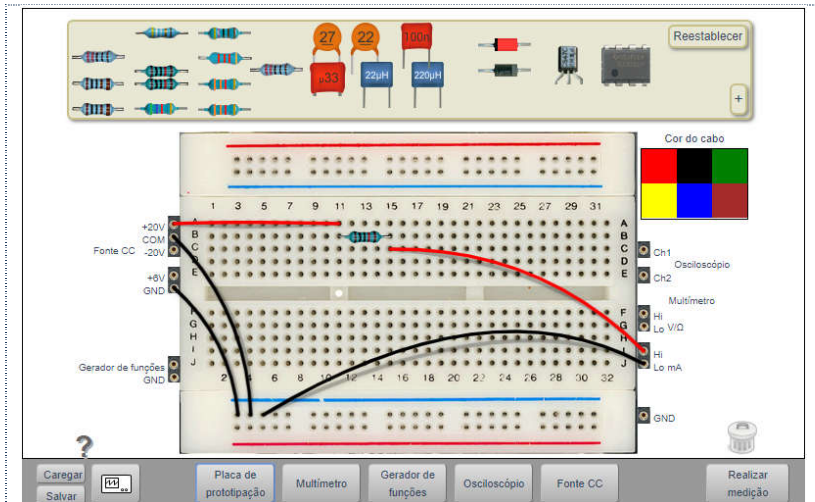 27
22
100n
µ33
22µH
220µH
Reestablecer
+
Cor do cabo
1 3 5 7 9 11 13 15 17 19 21 23 25 27 29 31
A
B
C
D
E
A
B
C
D
E
+20V
COM
Fonte CC -20V
+6V
GND
Ch1
Osciloscópio
Ch2
Multímetro
Hi
Lo V/Ω
Hi
Lo mA
F
G
H
I
J
F
G
H
I
J
Gerador de funções
GND
2 4 6 8 10 12 14 16 18 20 22 24 26 28 30 32
GND
?
Caregar
Salvar
Placa de
prototipação
Multímetro
Gerador de
funções
Osciloscópio
Fonte CC
Realizar
medição